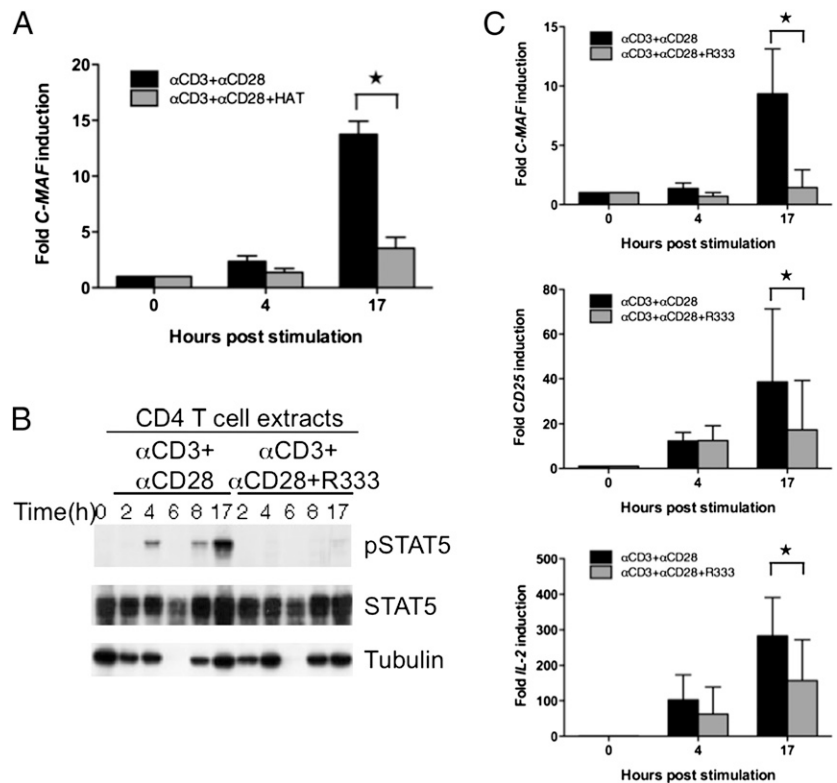 A
Fold C-MAF induction
20
15
10
5
0
αCD3+αCD28
αCD3+αCD28+HAT
★
0 4 17
Hours post stimulation
B
CD4 T cell extracts
αCD3+ αCD3+
αCD28 αCD28+R333
Time(h) 0 2 4 6 8 17 2 4 6 8 17
pSTAT5
STAT5
Tubulin
C
Fold C-MAF induction
15
10
5
0
αCD3+αCD28
αCD3+αCD28+R333
★
0 4 17
Hours post stimulation
Fold CD25 induction
80
60
40
20
0
αCD3+αCD28
αCD3+αCD28+R333
★
0 4 17
Hours post stimulation
Fold IL-2 induction
500
400
300
200
100
0
αCD3+αCD28
αCD3+αCD28+R333
★
0 4 17
Hours post stimulation